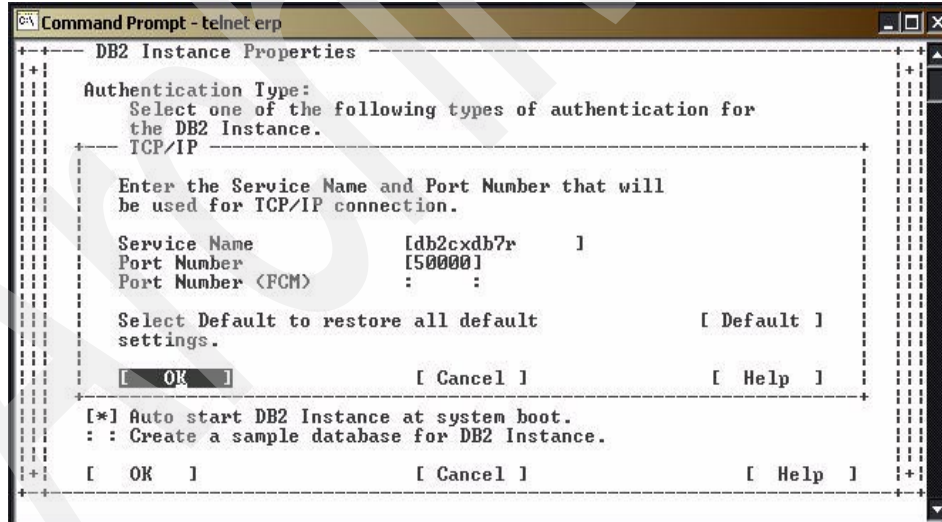 Command Prompt - telnet erp
DB2 Instance Properties
Authentication Type:
Select one of the following types of authentication for
the DB2 Instance.
TCP/IP
Enter the Service Name and Port Number that will
be used for TCP/IP connection.
Service Name [db2cxdb7r ]
Port Number [50000]
Port Number (FCM) : :
Select Default to restore all default [ Default ]
settings.
[ OK ] [ Cancel ] [ Help ]
[*] Auto start DB2 Instance at system boot.
: : Create a sample database for DB2 Instance.
[ OK ] [ Cancel ] [ Help ]